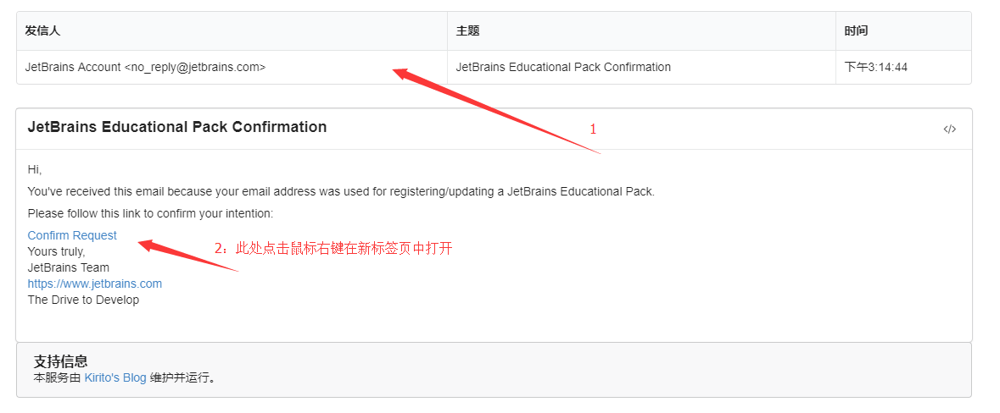 发信人 主题 时间
JetBrains Account <no_reply@jetbrains.com> JetBrains Educational Pack Confirmation 下午3:14:44
JetBrains Educational Pack Confirmation
1
</>
Hi,
You've received this email because your email address was used for registering/updating a JetBrains Educational Pack.
Please follow this link to confirm your intention:
Confirm Request
2：此处点击鼠标右键在新标签页中打开
Yours truly,
JetBrains Team
https://www.jetbrains.com
The Drive to Develop
支持信息
本服务由 Kirito's Blog 维护并运行。